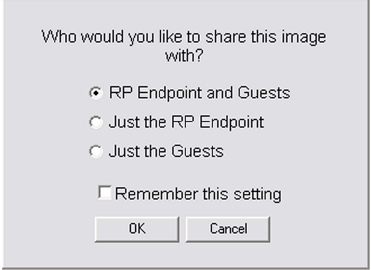 Who would you like to share this image
with?
RP Endpoint and Guests
Just the RP Endpoint
Just the Guests
Remember this setting
OK Cancel